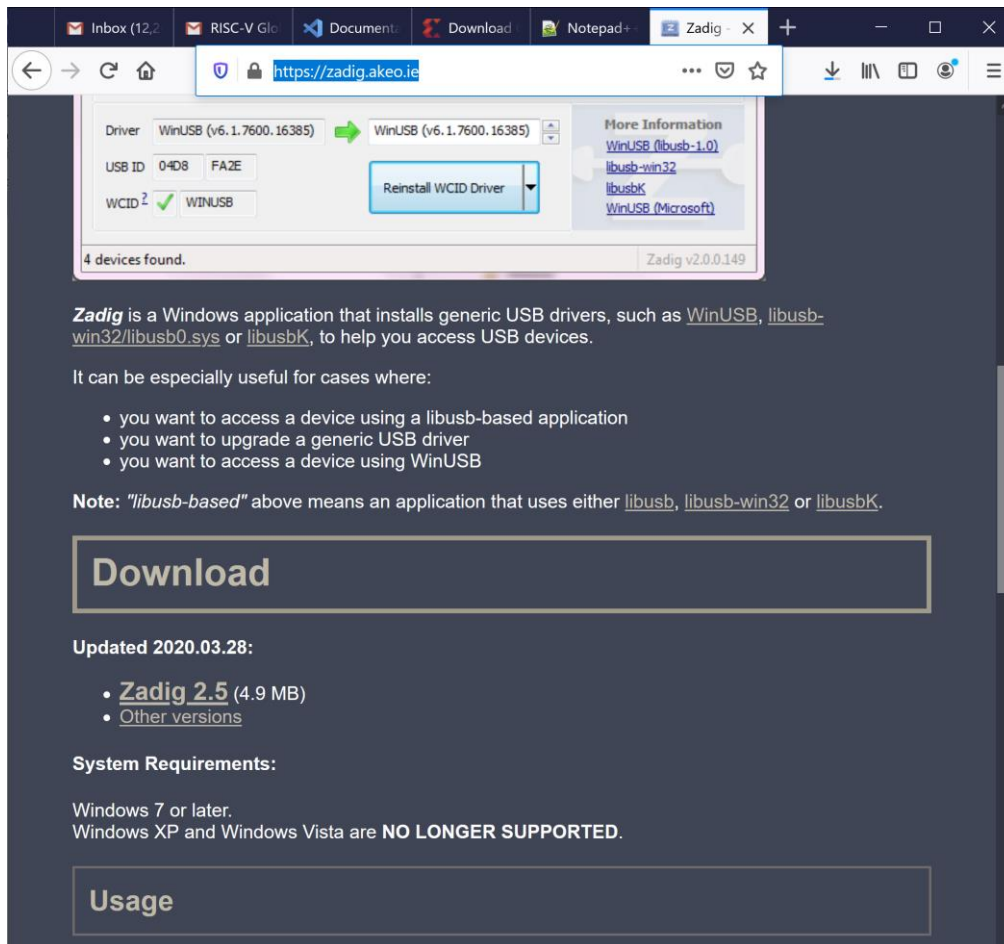 Inbox (12,2
RISC-V Glo
Documenta
Download
Notepad++
Zadig -
https://zadig.akeo.ie
Driver WinUSB (v6.1.7600.16385) WinUSB (v6.1.7600.16385)
USB ID 04D8 FA2E
WCID ? WINUSB
Reinstall WCID Driver
More Information
WinUSB (libusb-1.0)
libusb-win32
libusbK
WinUSB (Microsoft)
4 devices found.
Zadig v2.0.0.149
Zadig is a Windows application that installs generic USB drivers, such as WinUSB, libusb-
win32/libusb0.sys or libusbK, to help you access USB devices.
It can be especially useful for cases where:
• you want to access a device using a libusb-based application
• you want to upgrade a generic USB driver
• you want to access a device using WinUSB
Note: "libusb-based" above means an application that uses either libusb, libusb-win32 or libusbK.
Download
Updated 2020.03.28:
• Zadig 2.5 (4.9 MB)
• Other versions
System Requirements:
Windows 7 or later.
Windows XP and Windows Vista are NO LONGER SUPPORTED.
Usage